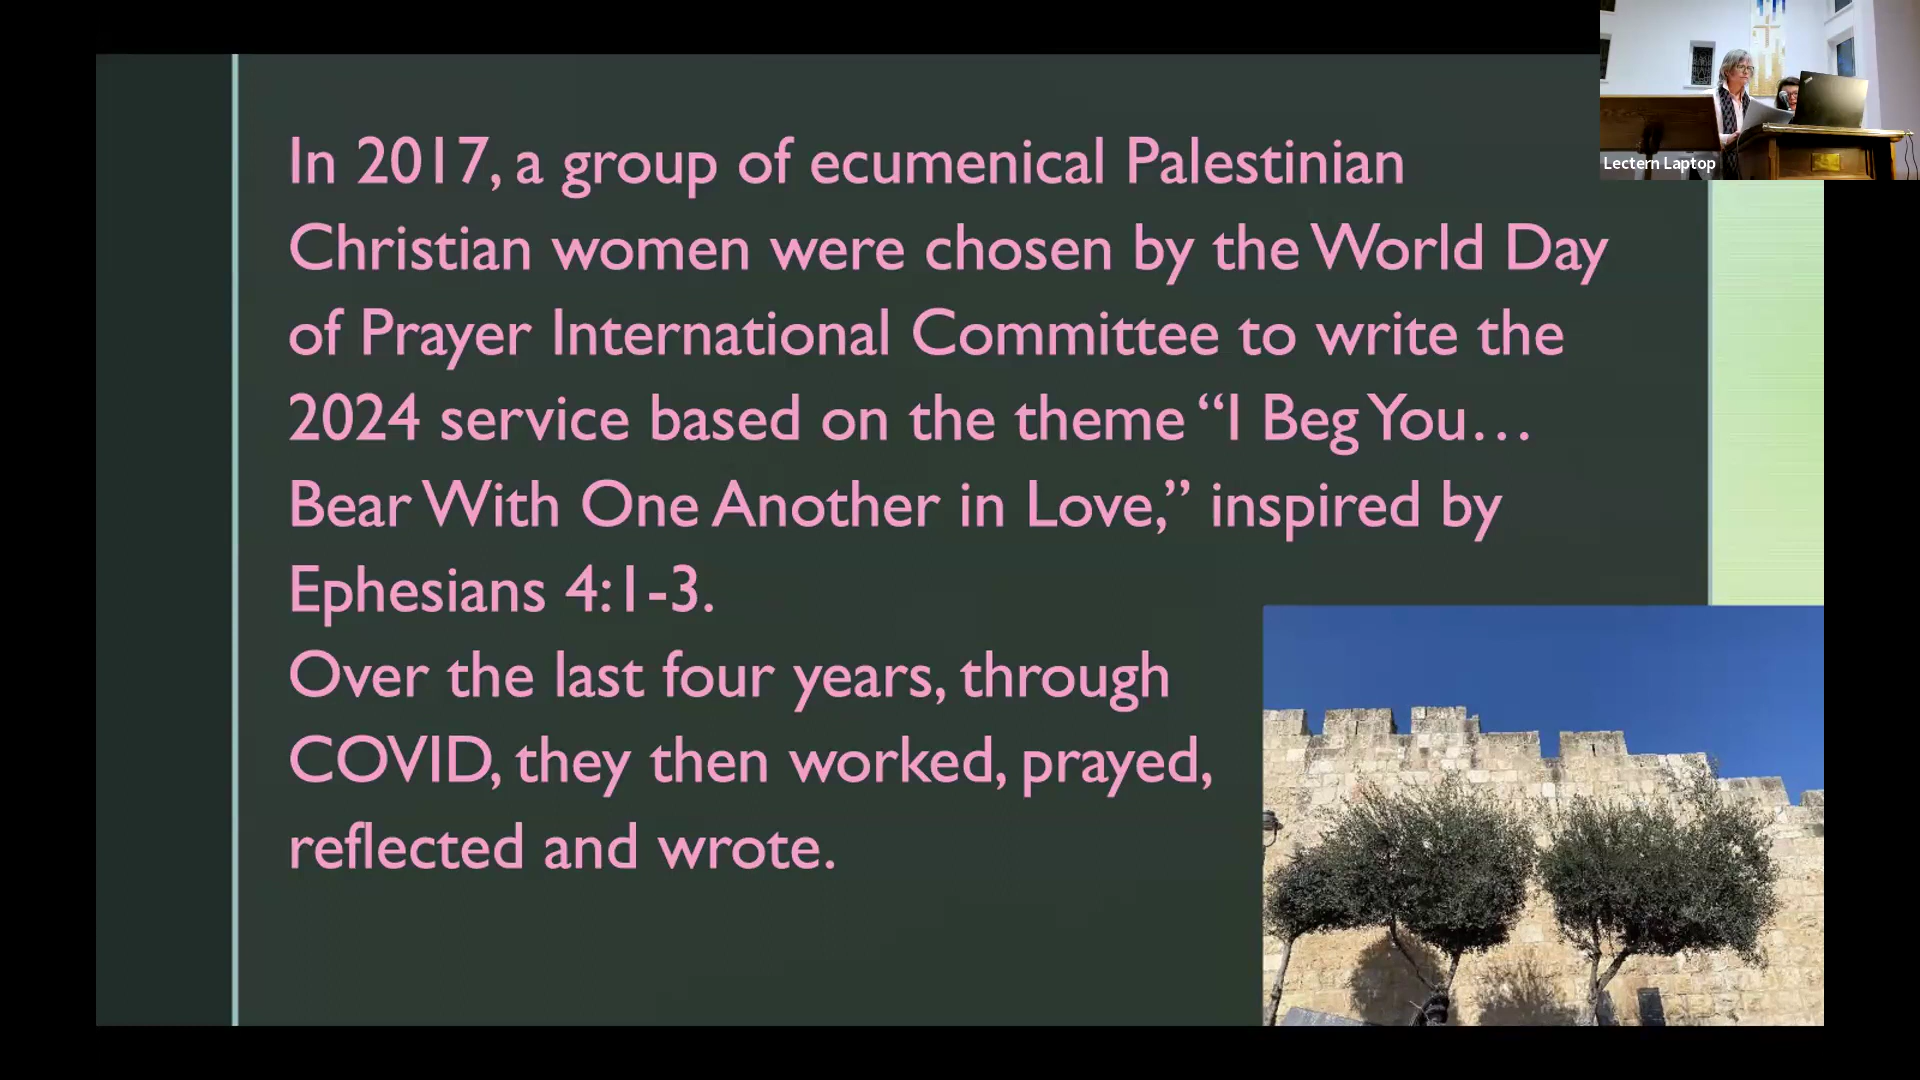 In 2017, a group of ecumenical Palestinian
Christian women were chosen by the World Day
of Prayer International Committee to write the
2024 service based on the theme “I Beg You…
Bear With One Another in Love,” inspired by
Ephesians 4:1-3.
Over the last four years, through
COVID, they then worked, prayed,
reflected and wrote.
Lectern Laptop